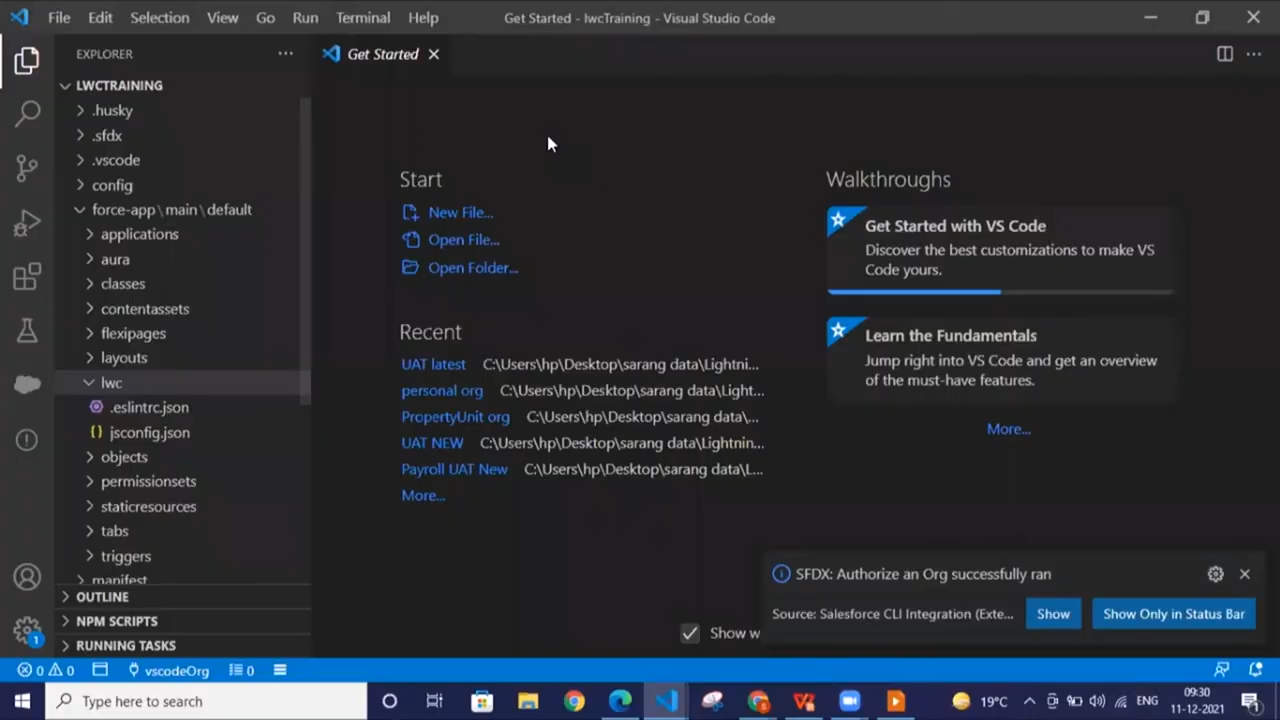 File Edit Selection View Go Run Terminal Help
Get Started - lwcTraining - Visual Studio Code
EXPLORER
LWCTRAINING
.husky
.sfdx
.vscode
config
force-app\main\default
applications
aura
classes
contentassets
flexipages
layouts
lwc
.eslintrc.json
{} jsconfig.json
objects
permissionsets
staticresources
tabs
triggers
manifest
OUTLINE
NPM SCRIPTS
RUNNING TASKS
Get Started
Start
New File...
Open File...
Open Folder...
Recent
UAT latest C:\Users\hp\Desktop\sarang data\Lightni...
personal org C:\Users\hp\Desktop\sarang data\Light...
PropertyUnit org C:\Users\hp\Desktop\sarang data\...
UAT NEW C:\Users\hp\Desktop\sarang data\Lightnin...
Payroll UAT New C:\Users\hp\Desktop\sarang data\L...
More...
Walkthroughs
Get Started with VS Code
Discover the best customizations to make VS
Code yours.
Learn the Fundamentals
Jump right into VS Code and get an overview
of the must-have features.
More...
Show w
SFDX: Authorize an Org successfully ran
Source: Salesforce CLI Integration (Exte...
Show
Show Only in Status Bar
1
0 0 vscodeOrg 0
Type here to search
19°C
ENG
09:30
11-12-2021
1